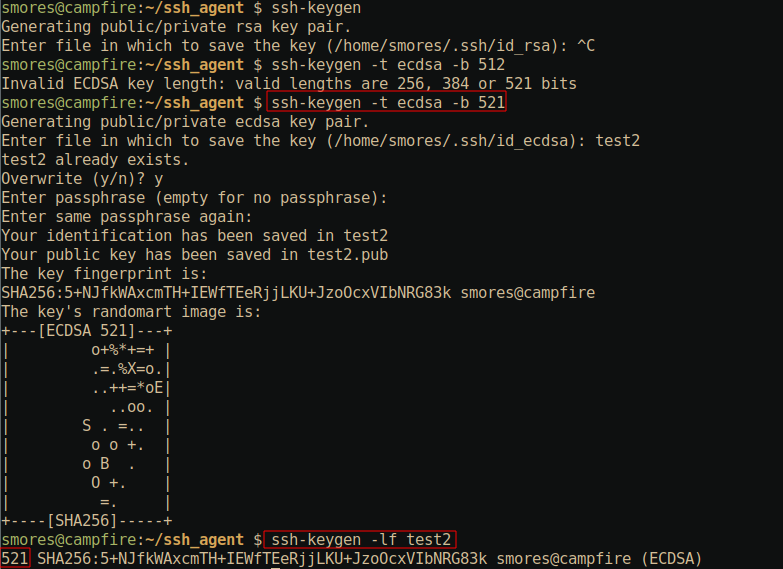 smores@campfire:~/ssh_agent $ ssh-keygen
Generating public/private rsa key pair.
Enter file in which to save the key (/home/smores/.ssh/id_rsa): ^C
smores@campfire:~/ssh_agent $ ssh-keygen -t ecdsa -b 512
Invalid ECDSA key length: valid lengths are 256, 384 or 521 bits
smores@campfire:~/ssh_agent $ ssh-keygen -t ecdsa -b 521
Generating public/private ecdsa key pair.
Enter file in which to save the key (/home/smores/.ssh/id_ecdsa): test2
test2 already exists.
Overwrite (y/n)? y
Enter passphrase (empty for no passphrase):
Enter same passphrase again:
Your identification has been saved in test2
Your public key has been saved in test2.pub
The key fingerprint is:
SHA256:5+NJfkWAxcmTH+IEWfTEeRjjLKU+JzoOcxVIbNRG83k smores@campfire
The key's randomart image is:
+---[ECDSA 521]---+
|         o+%*+=+ |
|         .=.%X=o.|
|         ..++=*oE|
|           ..oo. |
|        S . =..  |
|         o o +.  |
|        o B  .   |
|         O +.    |
|          =.     |
+----[SHA256]-----+
smores@campfire:~/ssh_agent $ ssh-keygen -lf test2
521 SHA256:5+NJfkWAxcmTH+IEWfTEeRjjLKU+JzoOcxVIbNRG83k smores@campfire (ECDSA)